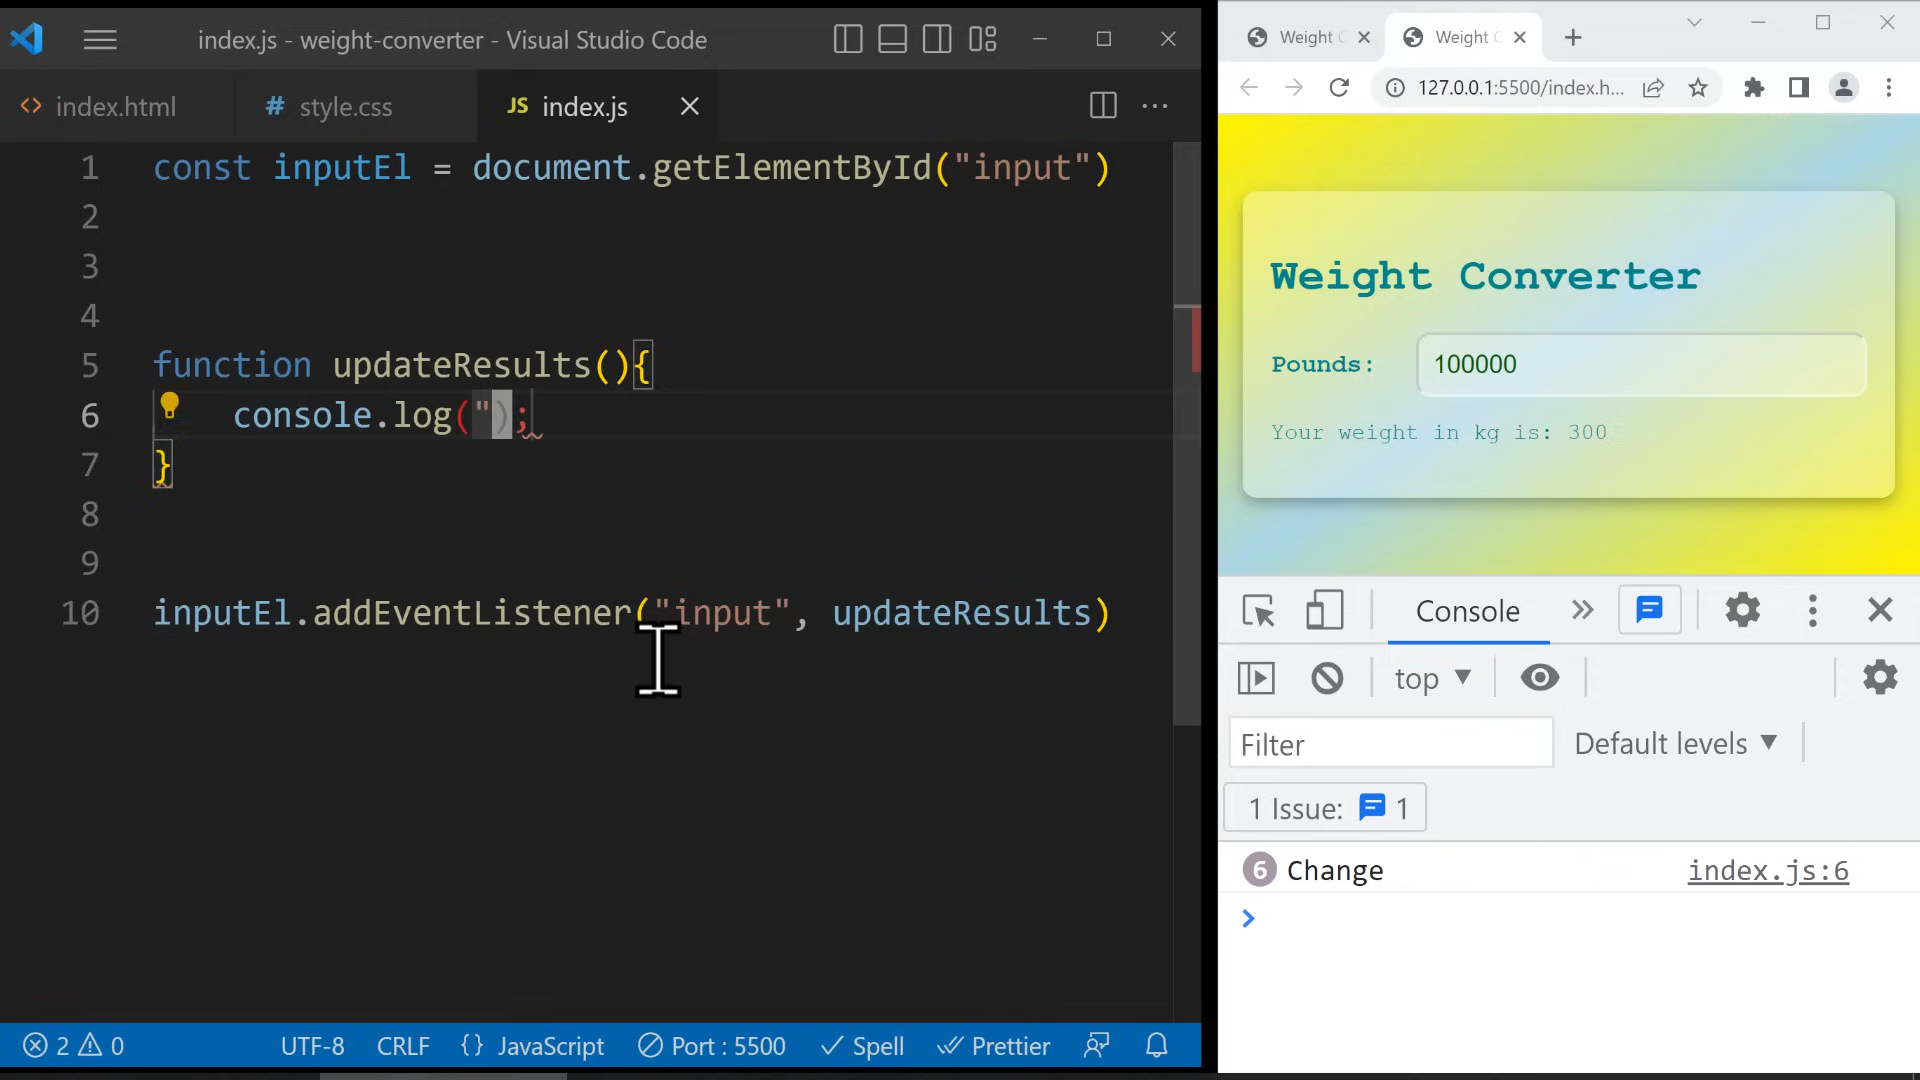 index.js - weight-converter - Visual Studio Code
index.html
style.css
JS index.js
1 const inputEl = document.getElementById("input")
2
3
4
5 function updateResults(){
6 console.log(");
7 }
8
9
10 inputEl.addEventListener("input", updateResults)
2 0 UTF-8 CRLF {} JavaScript Port : 5500 Spell Prettier
Weight C
Weight C
127.0.0.1:5500/index.h...
Weight Converter
Pounds: 100000
Your weight in kg is: 300
Console
top
Filter Default levels
1 Issue: 1
6 Change index.js:6